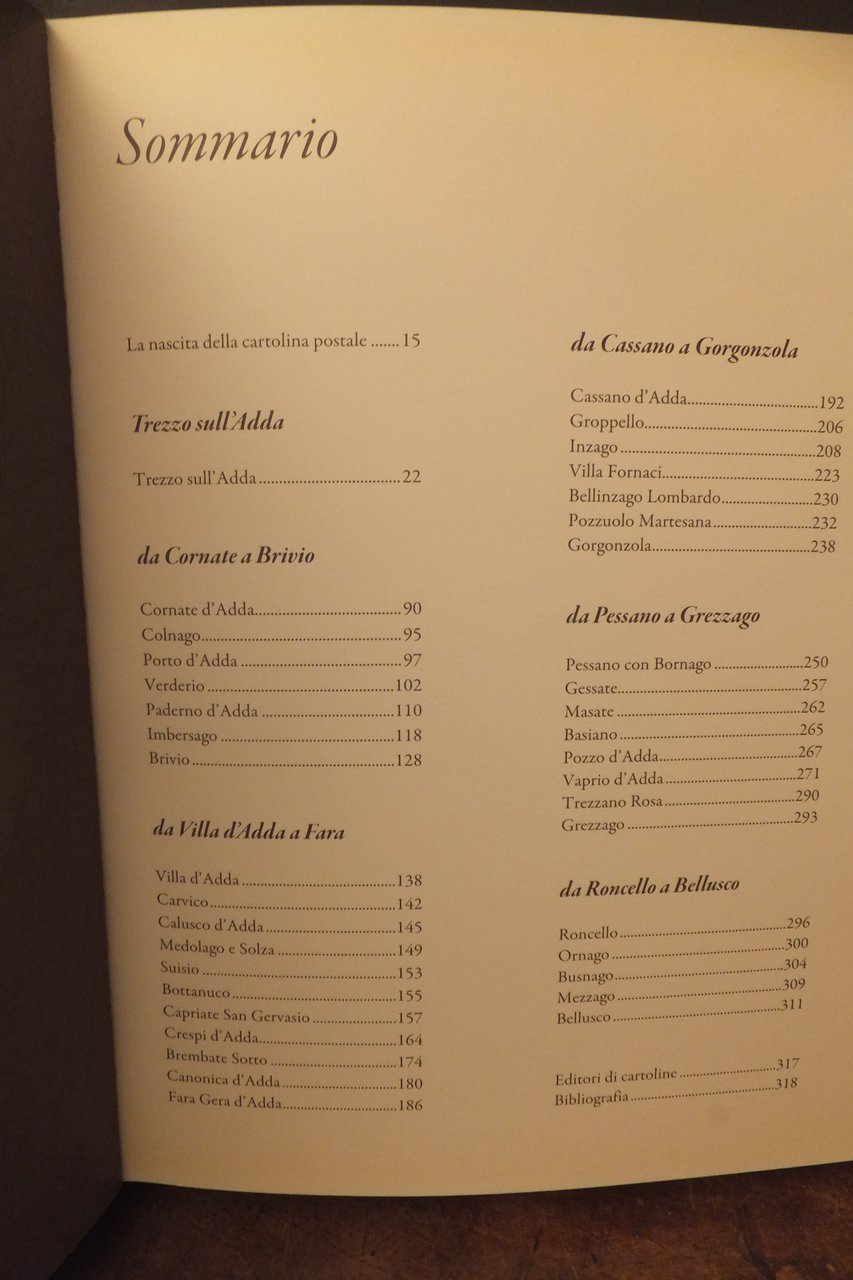 Sommario
La nascita della cartolina postale ....... 15
Trezzo sull'Adda
Trezzo sull'Adda ................................... 22
da Cornate a Brivio
Cornate d'Adda.................................... 90
Colnago.................................................. 95
Porto d'Adda ........................................ 97
Verderio ............................................... 102
Paderno d'Adda ................................. 110
Imbersago ........................................... 118
Brivio ................................................... 128
da Villa d'Adda a Fara
Villa d'Adda ....................................... 138
Carvico................................................ 142
Calusco d'Adda ................................. 145
Medolago e Solza .............................. 149
Suisio .................................................. 153
Bottanuco .......................................... 155
Capriate San Gervasio ..................... 157
Crespi d'Adda................................... 164
Brembate Sotto ................................ 174
Canonica d'Adda ............................. 180
Fara Gera d'Adda............................. 186
da Cassano a Gorgonzola
Cassano d'Adda.................................. 192
Groppello............................................ 206
Inzago ................................................. 208
Villa Fornaci....................................... 223
Bellinzago Lombardo........................ 230
Pozzuolo Martesana......................... 232
Gorgonzola........................................ 238
da Pessano a Grezzago
Pessano con Bornago ....................... 250
Gessate............................................... 257
Masate ............................................... 262
Basiano .............................................. 265
Pozzo d'Adda................................... 267
Vaprio d'Adda ................................. 271
Trezzano Rosa ................................. 290
Grezzago .......................................... 293
da Roncello a Bellusco
Roncello ........................................... 296
Ornago ............................................. 300
Busnago............................................ 304
Mezzago ........................................... 309
Bellusco ........................................... 311
Editori di cartoline ......................... 317
Bibliografia ...................................... 318